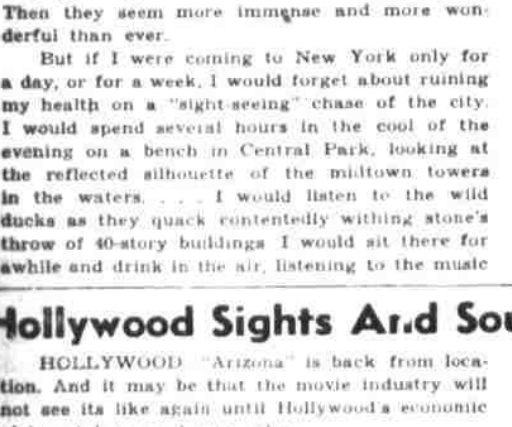 Then they seem more immense and more won-
derful than ever.
But if I were coming to New York only for
a day, or for a week, I would forget about ruining
my health on a "sight-seeing" chase of the city.
I would spend several hours in the cool of the
evening on a bench in Central Park, looking at
the reflected silhouette of the midtown towers
in the waters. . . . I would listen to the wild
ducks as they quack contentedly withing stone's
throw of 40-story buildings I would sit there for
awhile and drink in the air, listening to the music
Hollywood Sights And Sou
HOLLYWOOD "Arizona" is back from loca-
tion. And it may be that the movie industry will
not see its like again until Hollywood's economic